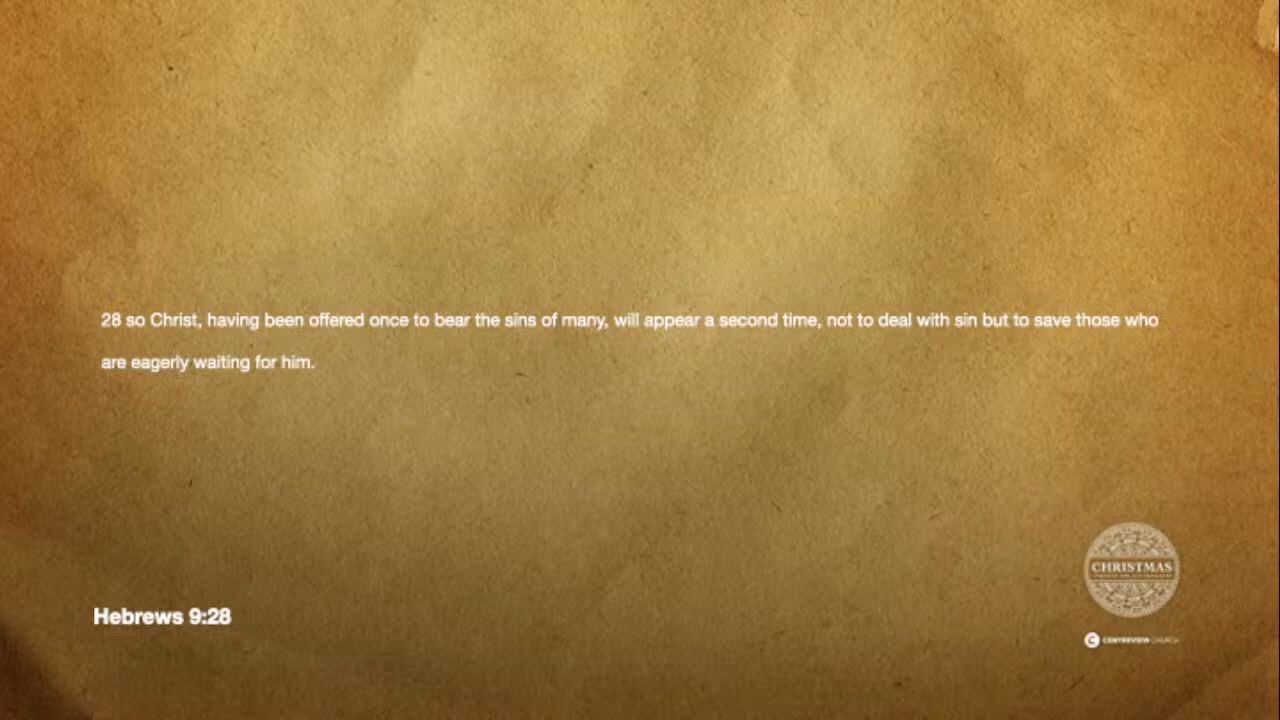 28 so Christ, having been offered once to bear the sins of many, will appear a second time, not to deal with sin but to save those who
are eagerly waiting for him.
Hebrews 9:28
CHRISTMAS
CENTREVIEW CHURCH